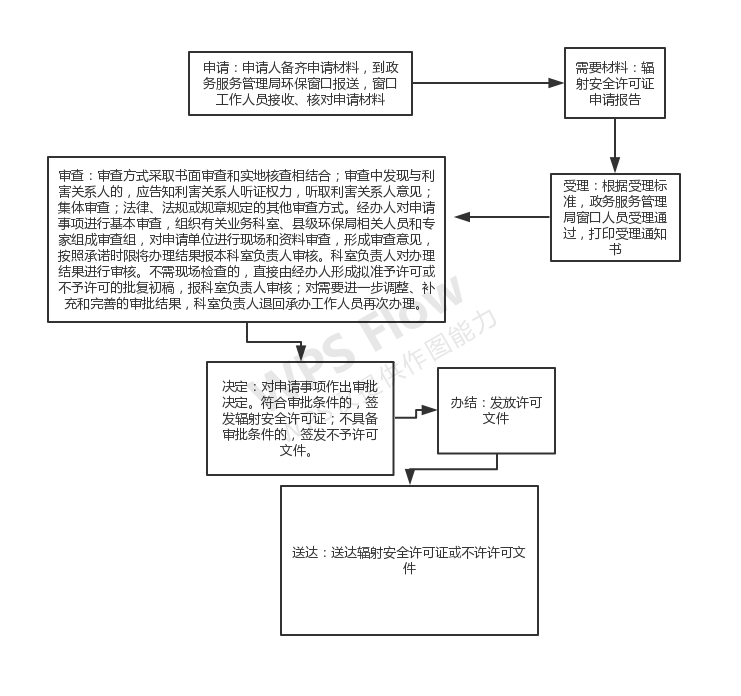 申请：申请人备齐申请材料，到政
务服务管理局环保窗口报送，窗口
工作人员接收、核对申请材料
需要材料：辐
射安全许可证
申请报告
受理：根据受理标
准，政务服务管理
局窗口人员受理通
过，打印受理通知
书
审查：审查方式采取书面审查和实地核查相结合；审查中发现与利
害关系人的，应告知利害关系人听证权力，听取利害关系人意见；
集体审查；法律、法规或规章规定的其他审查方式。经办人对申请
事项进行基本审查，组织有关业务科室、县级环保局相关人员和专
家组成审查组，对申请单位进行现场和资料审查，形成审查意见，
按照承诺时限将办理结果报本科室负责人审核。科室负责人对办理
结果进行审核。不需现场检查的，直接由经办人形成拟准予许可或
不予许可的批复初稿，报科室负责人审核；对需要进一步调整、补
充和完善的审批结果，科室负责人退回承办工作人员再次办理。
决定：对申请事项作出审批
决定。符合审批条件的，签
发辐射安全许可证；不具备
审批条件的，签发不予许可
文件。
办结：发放许可
文件
送达：送达辐射安全许可证或不许许可文
件
WPS Flow
提供作图能力